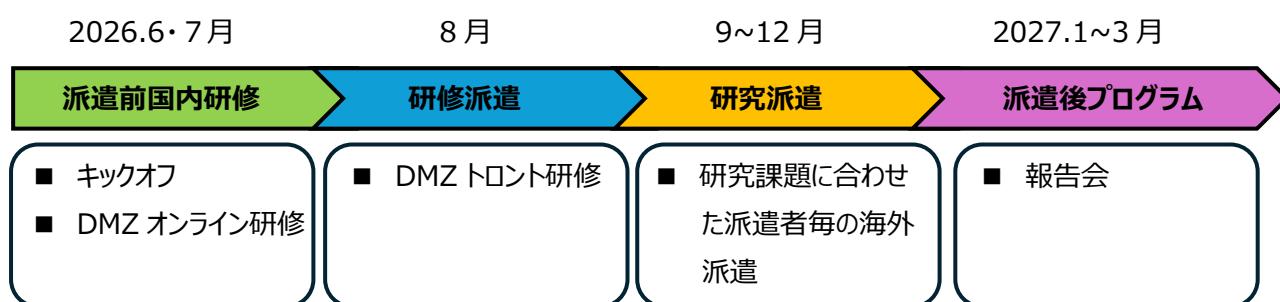 2026.6・7月
8月
9~12月
2027.1~3月
派遣前国内研修
研修派遣
研究派遣
派遣後プログラム
■ キックオフ
■ DMZ オンライン研修
■ DMZ トロント研修
■ 研究課題に合わせ
た派遣者毎の海外
派遣
■ 報告会